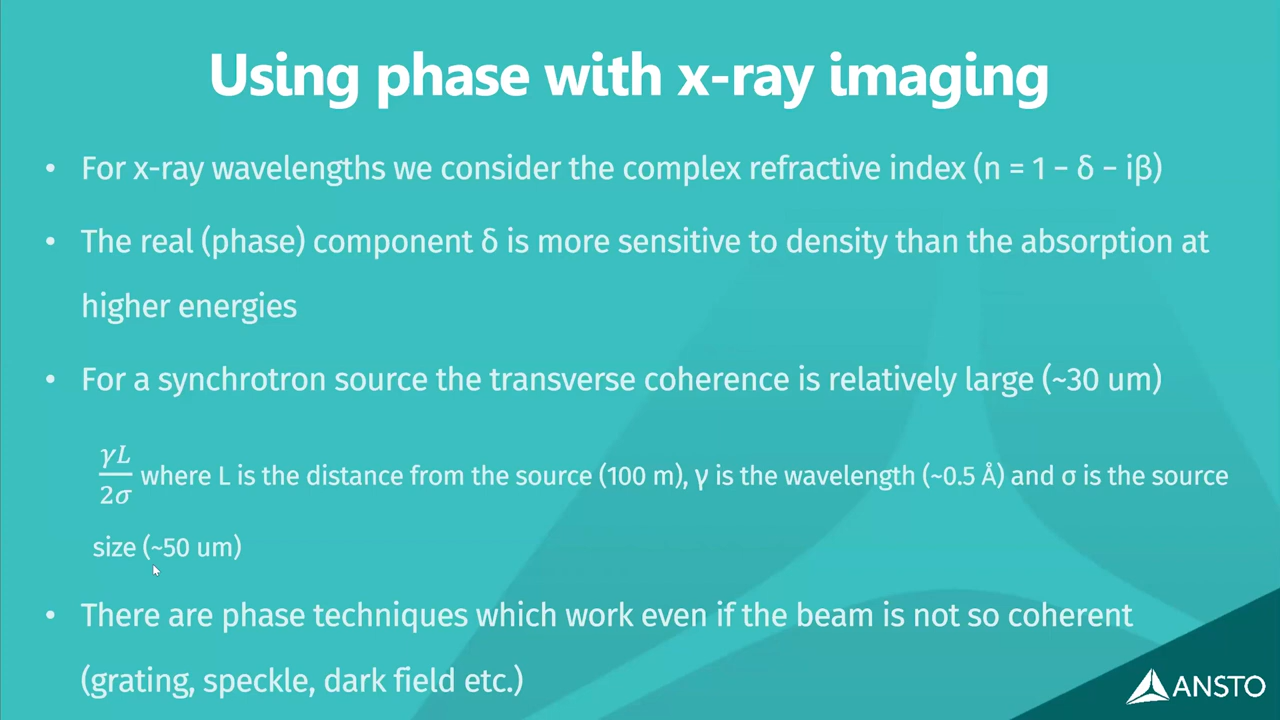 Using phase with x-ray imaging
• For x-ray wavelengths we consider the complex refractive index (n = 1 − δ − iβ)
• The real (phase) component δ is more sensitive to density than the absorption at
higher energies
• For a synchrotron source the transverse coherence is relatively large (~30 um)
γL/2σ where L is the distance from the source (100 m), γ is the wavelength (~0.5 Å) and σ is the source
size (~50 um)
• There are phase techniques which work even if the beam is not so coherent
(grating, speckle, dark field etc.)
ANSTO